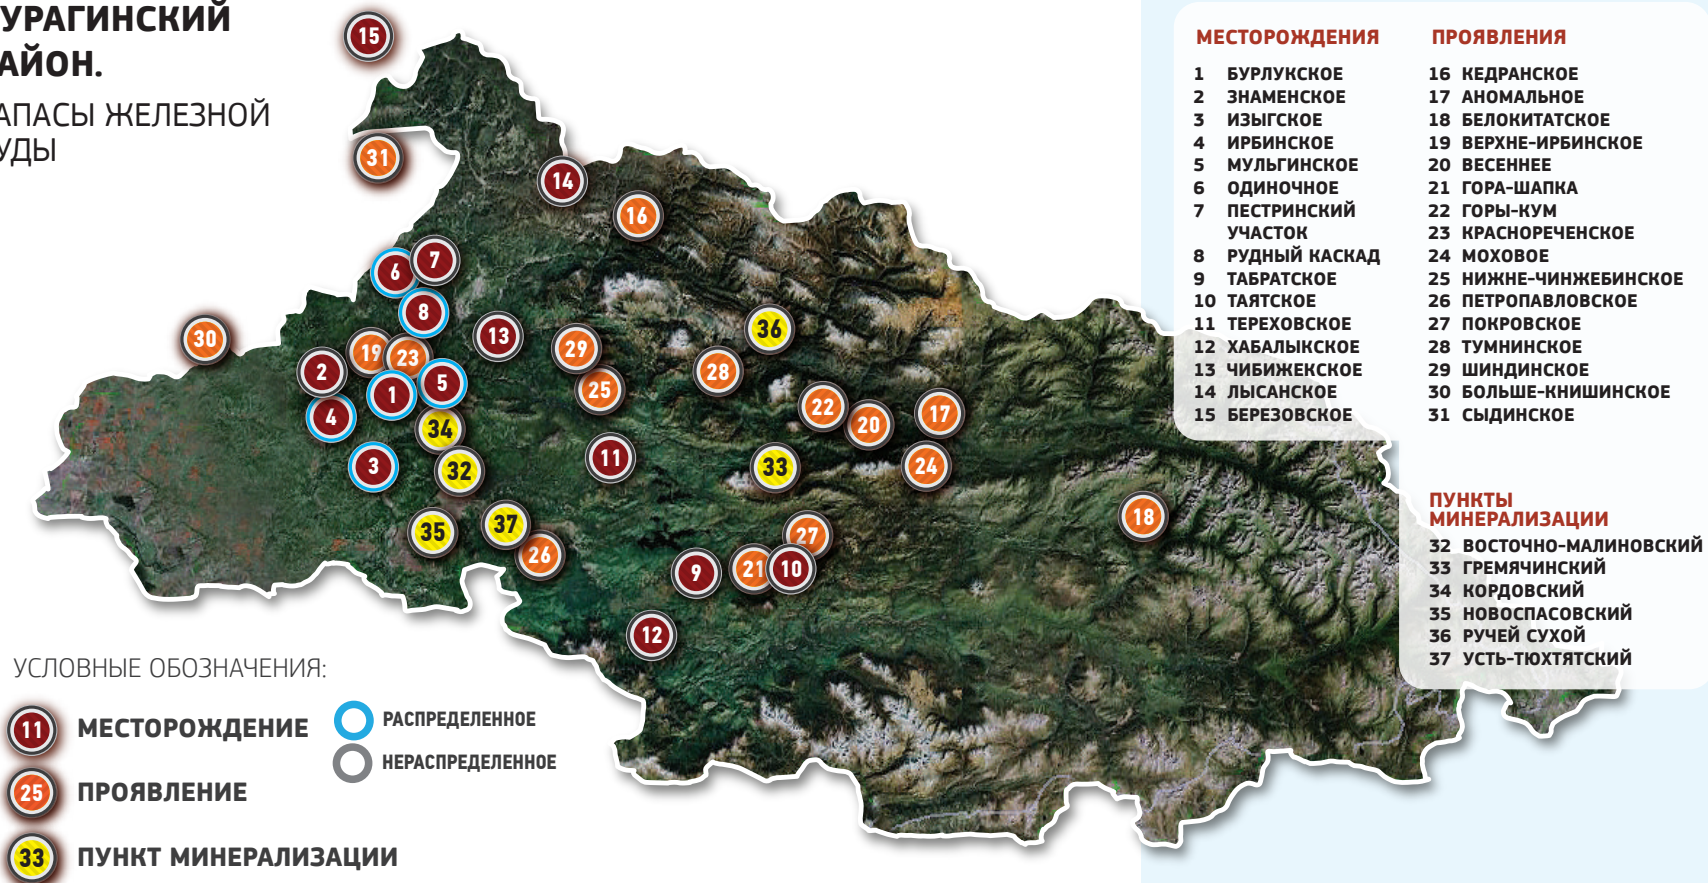 УРАГИНСКИЙ
АЙОН.
АПАСЫ ЖЕЛЕЗНОЙ
УДЫ
15
31
14
16
7
6
8
13
36
30
19
23
29
28
2
1
5
25
4
34
22
20
17
3
32
11
33
24
35
37
26
18
27
9
21
10
12
МЕСТОРОЖДЕНИЯ
1 БУРЛУКСКОЕ
2 ЗНАМЕНСКОЕ
3 ИЗЫГСКОЕ
4 ИРБИНСКОЕ
5 МУЛЬГИНСКОЕ
6 ОДИНОЧНОЕ
7 ПЕСТРИНСКИЙ
УЧАСТОК
8 РУДНЫЙ КАСКАД
9 ТАБРАТСКОЕ
10 ТАЯТСКОЕ
11 ТЕРЕХОВСКОЕ
12 ХАБАЛЫКСКОЕ
13 ЧИБИЖЕКСКОЕ
14 ЛЫСАНСКОЕ
15 БЕРЕЗОВСКОЕ
ПРОЯВЛЕНИЯ
16 КЕДРАНСКОЕ
17 АНОМАЛЬНОЕ
18 БЕЛОКИТАТСКОЕ
19 ВЕРХНЕ-ИРБИНСКОЕ
20 ВЕСЕННЕЕ
21 ГОРА-ШАПКА
22 ГОРЫ-КУМ
23 КРАСНОРЕЧЕНСКОЕ
24 МОХОВОЕ
25 НИЖНЕ-ЧИНЖЕБИНСКОЕ
26 ПЕТРОПАВЛОВСКОЕ
27 ПОКРОВСКОЕ
28 ТУМНИНСКОЕ
29 ШИНДИНСКОЕ
30 БОЛЬШЕ-КНИШИНСКОЕ
31 СЫДИНСКОЕ
ПУНКТЫ
МИНЕРАЛИЗАЦИИ
32 ВОСТОЧНО-МАЛИНОВСКИЙ
33 ГРЕМЯЧИНСКИЙ
34 КОРДОВСКИЙ
35 НОВОСПАСОВСКИЙ
36 РУЧЕЙ СУХОЙ
37 УСТЬ-ТЮХТЯТСКИЙ
УСЛОВНЫЕ ОБОЗНАЧЕНИЯ:
11 МЕСТОРОЖДЕНИЕ
25 ПРОЯВЛЕНИЕ
33 ПУНКТ МИНЕРАЛИЗАЦИИ
РАСПРЕДЕЛЕННОЕ
НЕРАСПРЕДЕЛЕННОЕ